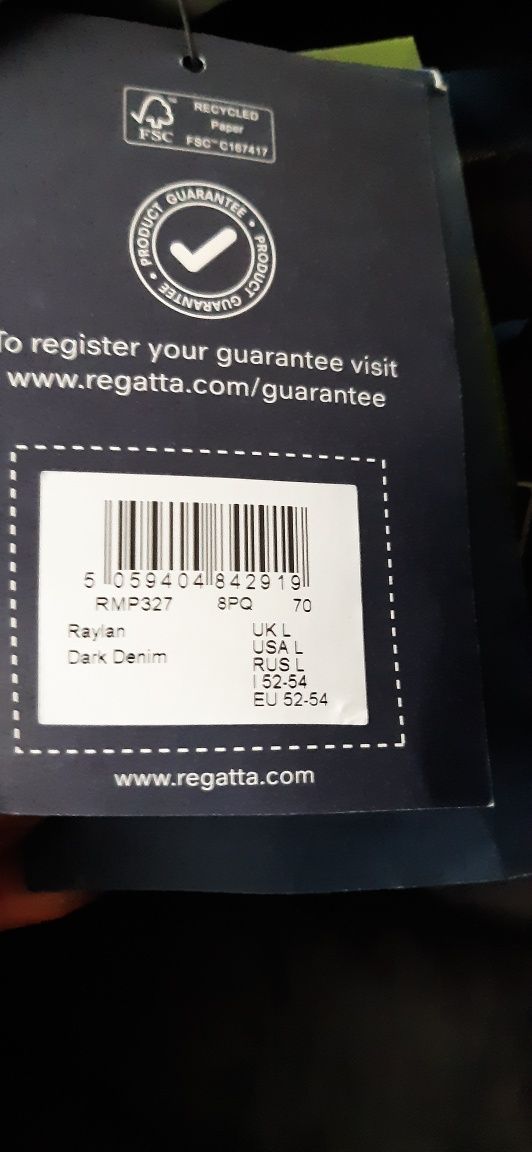 FSC
RECYCLED
Paper
FSC™ C167417
PRODUCT GUARANTEE • PRODUCT GUARANTEE •
To register your guarantee visit
www.regatta.com/guarantee
5 059404 842919
RMP327 8PQ 70
Raylan
Dark Denim
UK L
USA L
RUS L
I 52-54
EU 52-54
www.regatta.com